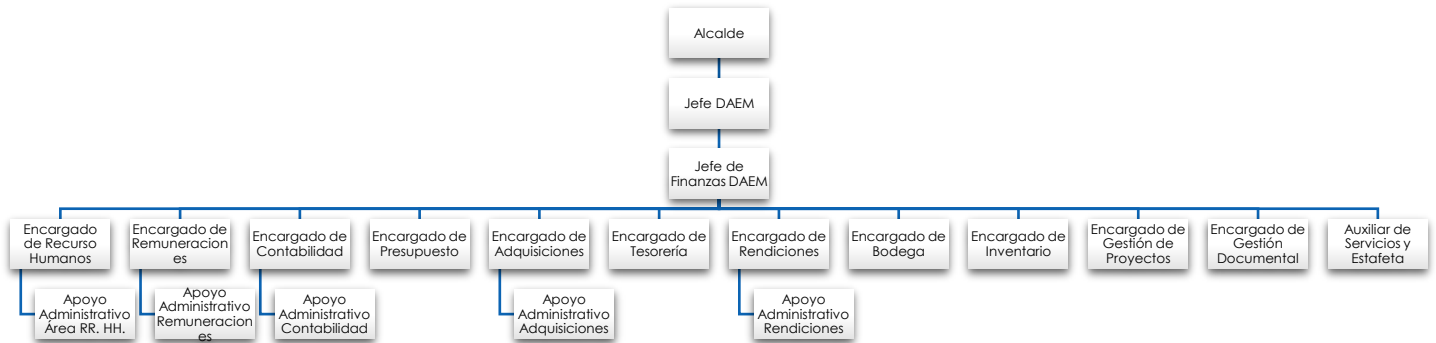 Alcalde
Jefe DAEM
Jefe de
Finanzas DAEM
Encargado
de Recurso
Humanos
Encargado de
Remuneracion
es
Encargado de
Contabilidad
Encargado de
Presupuesto
Encargado de
Adquisiciones
Encargado de
Tesorería
Encargado de
Rendiciones
Encargado de
Bodega
Encargado de
Inventario
Encargado de
Gestión de
Proyectos
Encargado de
Gestión
Documental
Auxiliar de
Servicios y
Estafeta
Apoyo
Administrativo
Área RR. HH.
Apoyo
Administrativo
Remuneracion
es
Apoyo
Administrativo
Contabilidad
Apoyo
Administrativo
Adquisiciones
Apoyo
Administrativo
Rendiciones